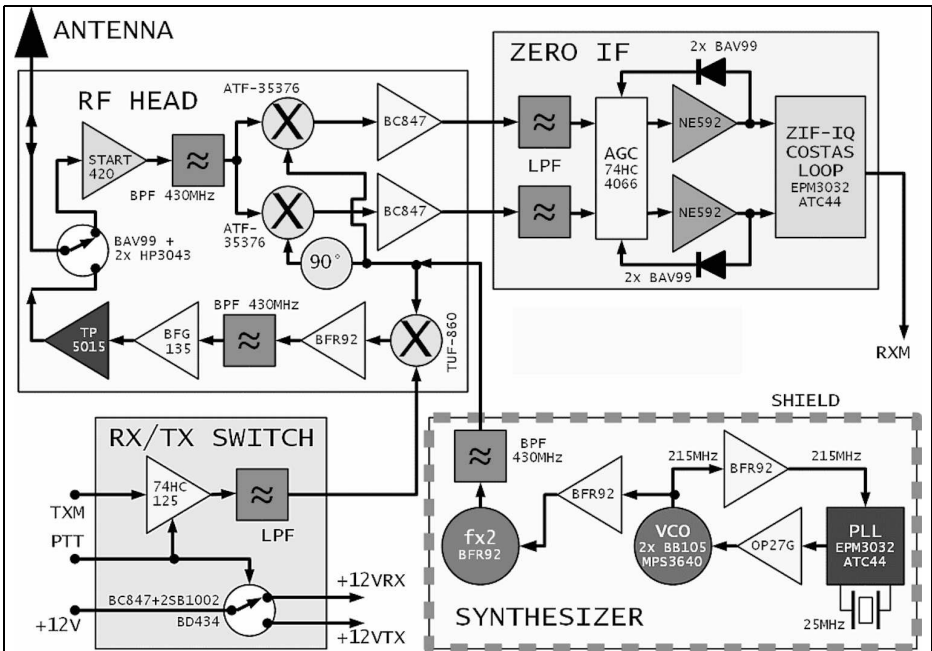 ANTENNA
RF HEAD
START
420
BPF 430MHz
ATF-35376
ATF-
35376
BC847
BC847
90°
BAV99 +
2x HP3043
TP
5015
BFG
135
BPF 430MHz
BFR92
TUF-860
ZERO IF
2x BAV99
LPF
AGC
74HC
4066
NE592
NE592
2x BAV99
ZIF-IQ
COSTAS
LOOP
EPM3032
ATC44
RXM
RX/TX SWITCH
74HC
125
LPF
TXM
PTT
+12V
BC847+2SB1002
BD434
+12VRX
+12VTX
SHIELD
BPF
430MHz
fx2
BFR92
BFR92
215MHz
BFR92
215MHz
VCO
2x BB105
MPS3640
OP27G
PLL
EPM3032
ATC44
25MHz
SYNTHESIZER